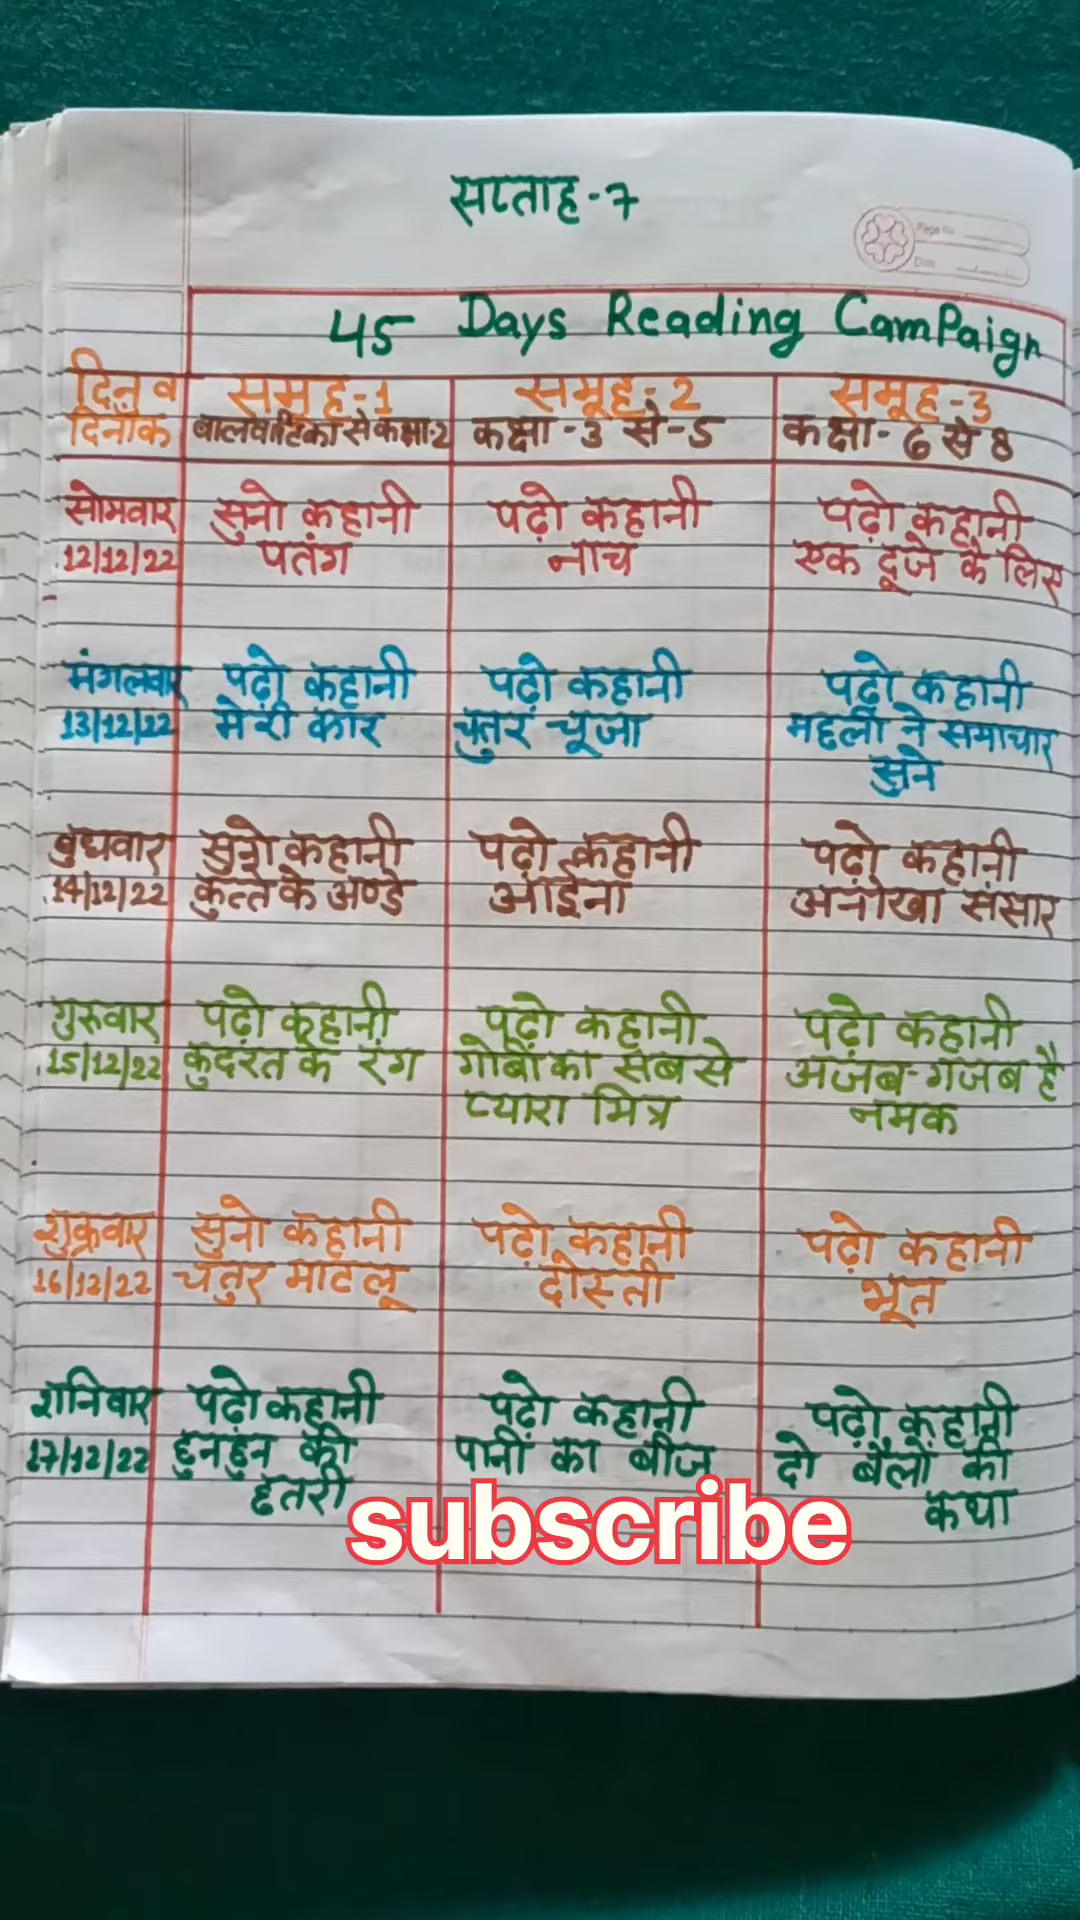 सप्ताह-7
Page No.
Date
45 Days Reading CamPaign
दिन व समूह-1 समूह-2 समूह-3
दिनाँक बालवाटिका से कक्षा-2 कक्षा-3 से-5 कक्षा-6 से 8
सोमवार सुनो कहानी पढ़ो कहानी पढ़ो कहानी
12/12/22 पतंग नाच एक दूजे के लिए
मंगलवार पढ़ो कहानी पढ़ो कहानी पढ़ो कहानी
13/12/22 मेरी कार चतुर चूजा मछली ने समाचार
सुने
बुधवार सुनो कहानी पढ़ो कहानी पढ़ो कहानी
14/12/22 कुत्ते के अण्डे आईना अनोखा संसार
गुरुवार पढ़ो कहानी पढ़ो कहानी पढ़ो कहानी
15/12/22 कुदरत के रंग गोबी का सबसे अजब-गजब है
प्यारा मित्र नमक
शुक्रवार सुनो कहानी पढ़ो कहानी पढ़ो कहानी
16/12/22 चतुर माटलू दोस्ती भूत
शनिवार पढ़ो कहानी पढ़ो कहानी पढ़ो कहानी
17/12/22 छुनछुन की पानी का बीज दो बैलों की
छतरी कथा
subscribe